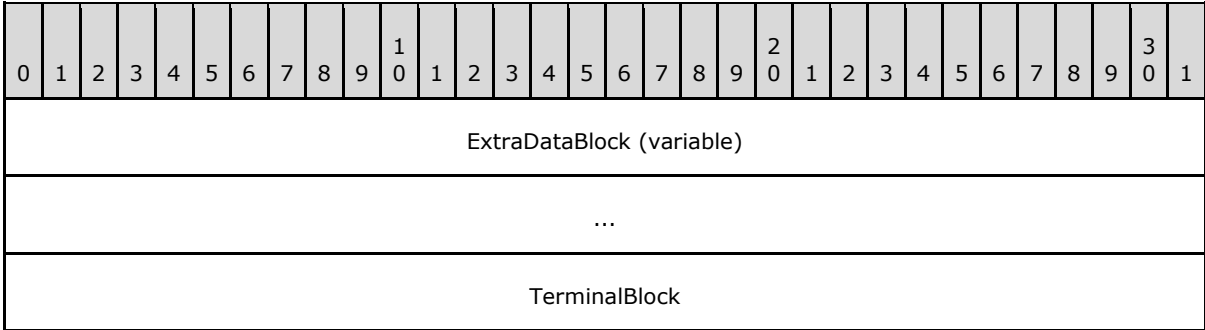 1 2 3
0 1 2 3 4 5 6 7 8 9 0 1 2 3 4 5 6 7 8 9 0 1 2 3 4 5 6 7 8 9 0 1
ExtraDataBlock (variable)
...
TerminalBlock